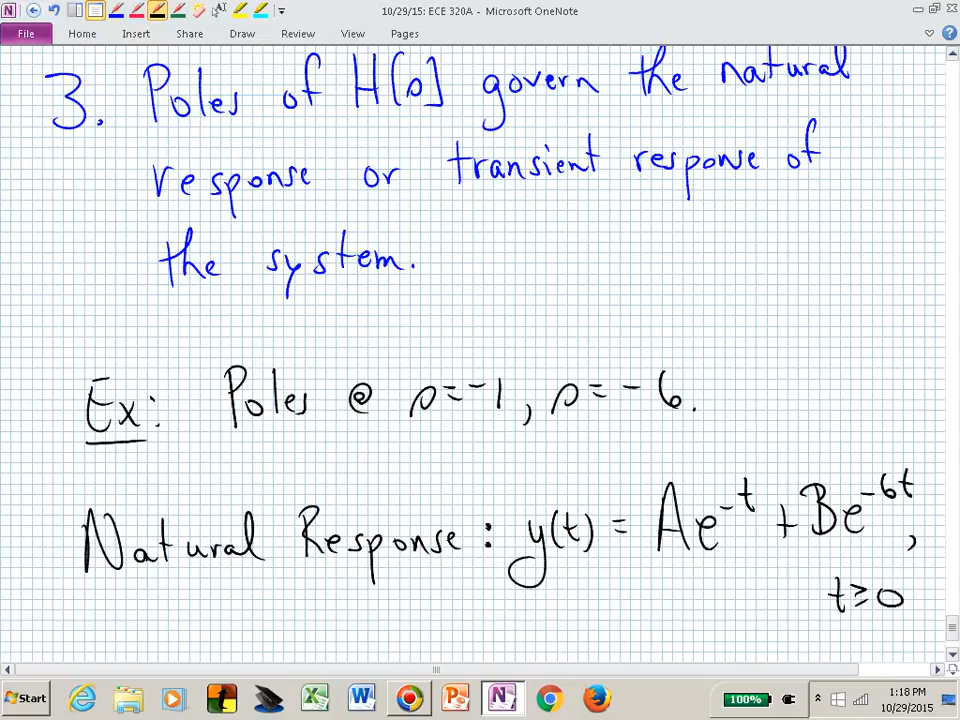 10/29/15: ECE 320A - Microsoft OneNote
File Home Insert Share Draw Review View Pages
3. Poles of H[s] govern the natural
response or transient response of
the system.
Ex: Poles @ s=-1, s=-6.
Natural Response: y(t) = Ae^{-t} + Be^{-6t},
t≥0
Start
100%
1:18 PM
10/29/2015